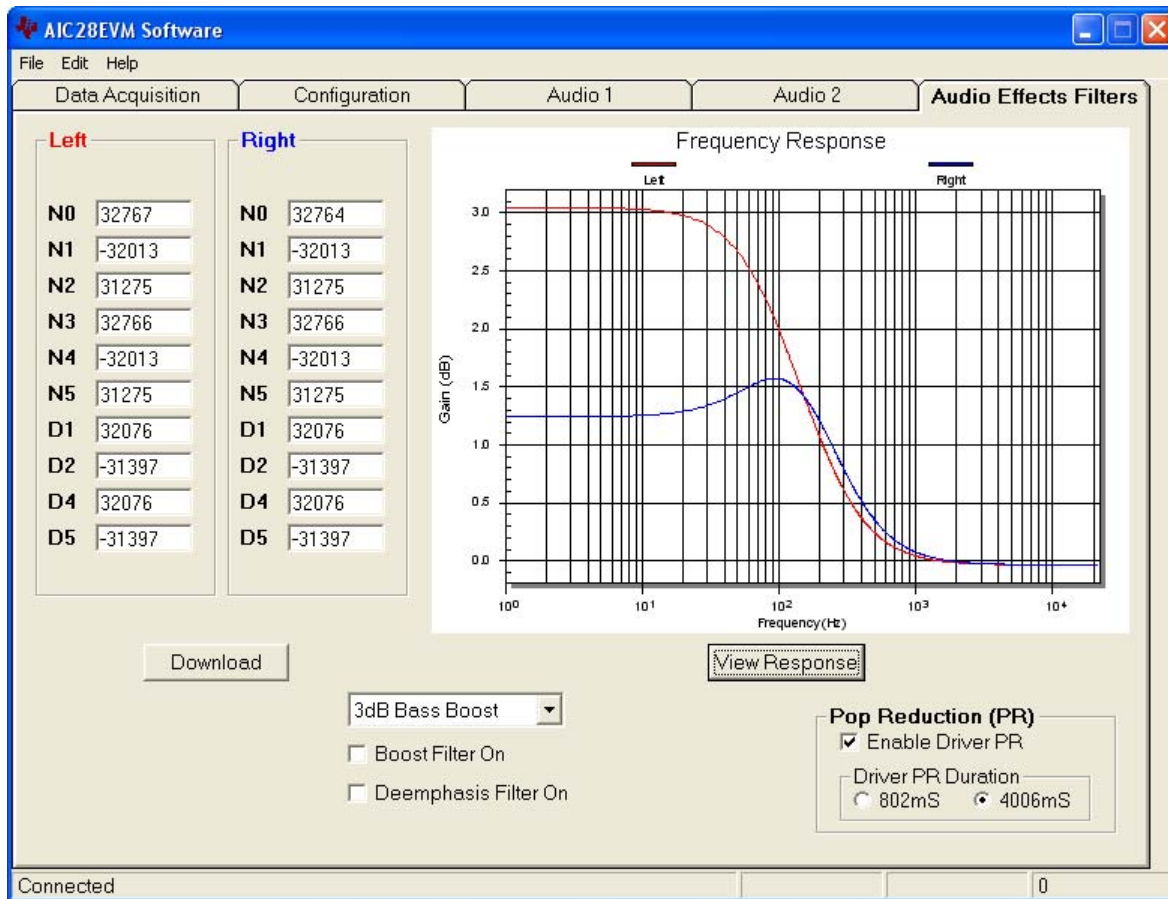 AIC28EVM Software
File Edit Help
Data Acquisition Configuration Audio 1 Audio 2 Audio Effects Filters
Left
N0 32767
N1 -32013
N2 31275
N3 32766
N4 -32013
N5 31275
D1 32076
D2 -31397
D4 32076
D5 -31397
Right
N0 32764
N1 -32013
N2 31275
N3 32766
N4 -32013
N5 31275
D1 32076
D2 -31397
D4 32076
D5 -31397
Frequency Response
Left Right
Gain (dB)
3.0
2.5
2.0
1.5
1.0
0.5
0.0
10⁰ 10¹ 10² 10³ 10⁴
Frequency(Hz)
Download
View Response
3dB Bass Boost
Boost Filter On
Deemphasis Filter On
Pop Reduction (PR)
Enable Driver PR
Driver PR Duration
802mS 4006mS
Connected 0